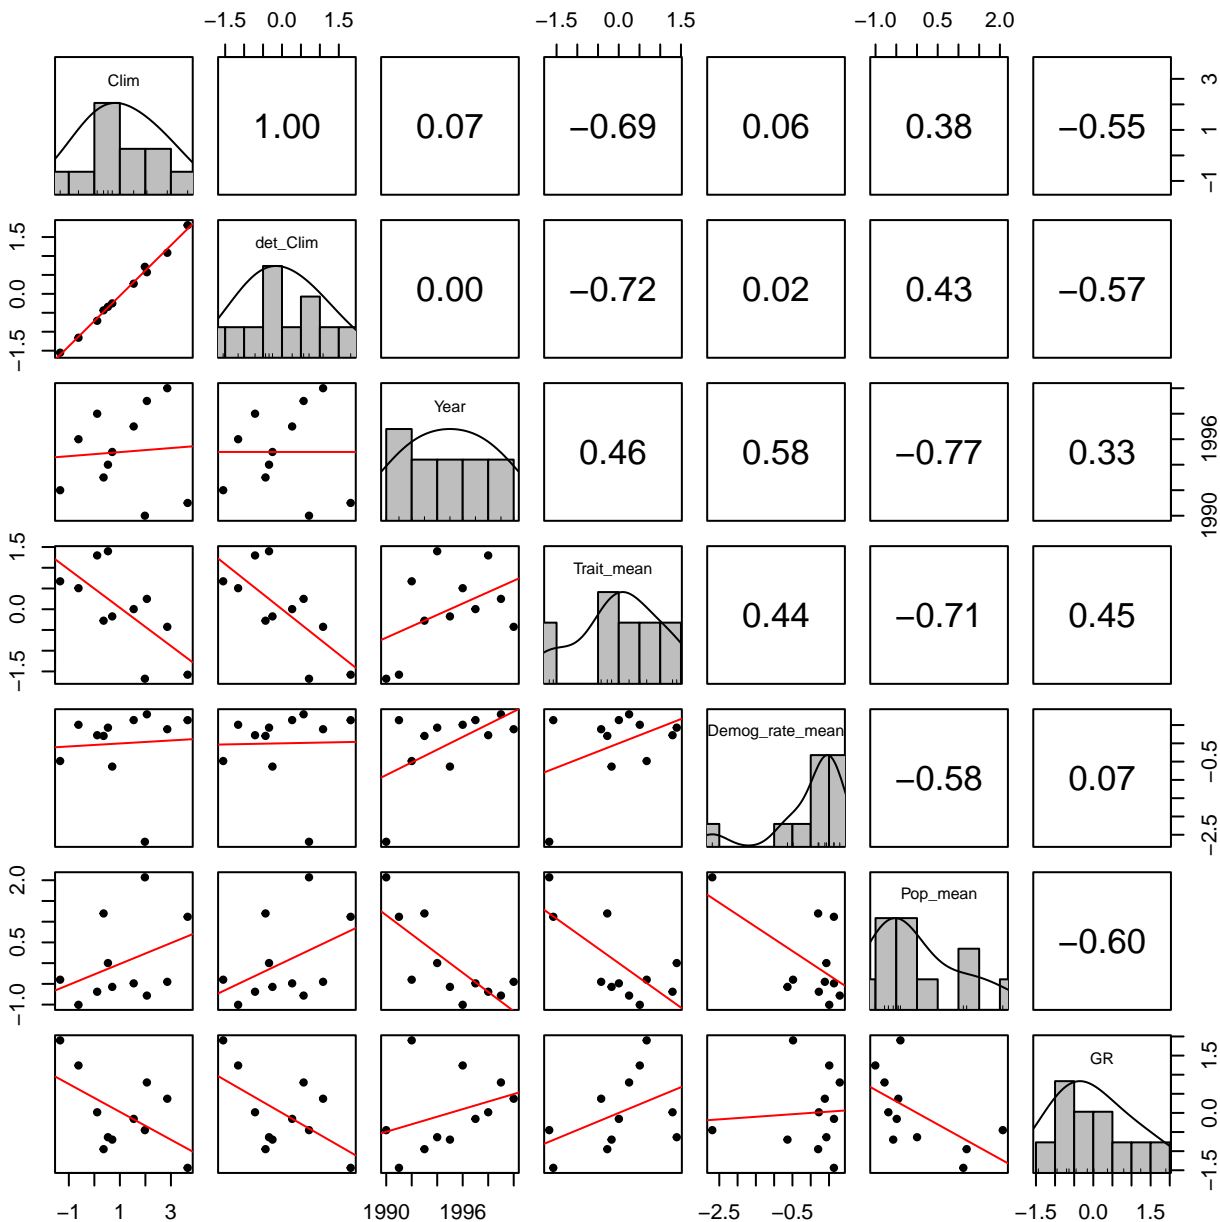 −1.5 0.0 1.5 −1.5 0.0 1.5 −1.0 0.5 2.0
Clim 1.00 0.07 −0.69 0.06 0.38 −0.55
−1 1 3
det_Clim 0.00 −0.72 0.02 0.43 −0.57
−1.5 0.0 1.5
Year 0.46 0.58 −0.77 0.33
1990 1996
Trait_mean 0.44 −0.71 0.45
−1.5 0.0 1.5
Demog_rate_mean −0.58 0.07
−2.5 −0.5
Pop_mean −0.60
−1.0 0.5 2.0
GR
−1.5 0.0 1.5
−1 1 3 1990 1996 −2.5 −0.5 −1.5 0.0 1.5